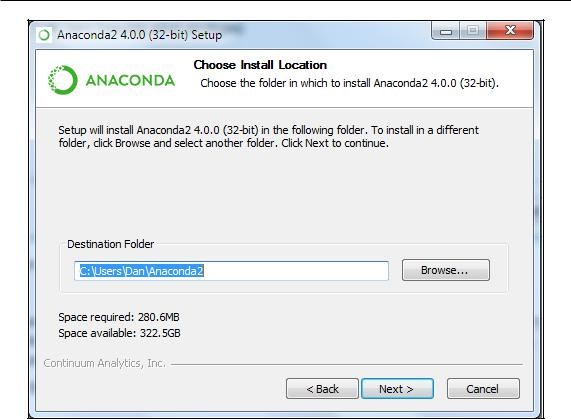 Anaconda2 4.0.0 (32-bit) Setup
ANACONDA
Choose Install Location
Choose the folder in which to install Anaconda2 4.0.0 (32-bit).
Setup will install Anaconda2 4.0.0 (32-bit) in the following folder. To install in a different
folder, click Browse and select another folder. Click Next to continue.
Destination Folder
C:\Users\Dan\Anaconda2
Browse...
Space required: 280.6MB
Space available: 322.5GB
Continuum Analytics, Inc.
< Back
Next >
Cancel